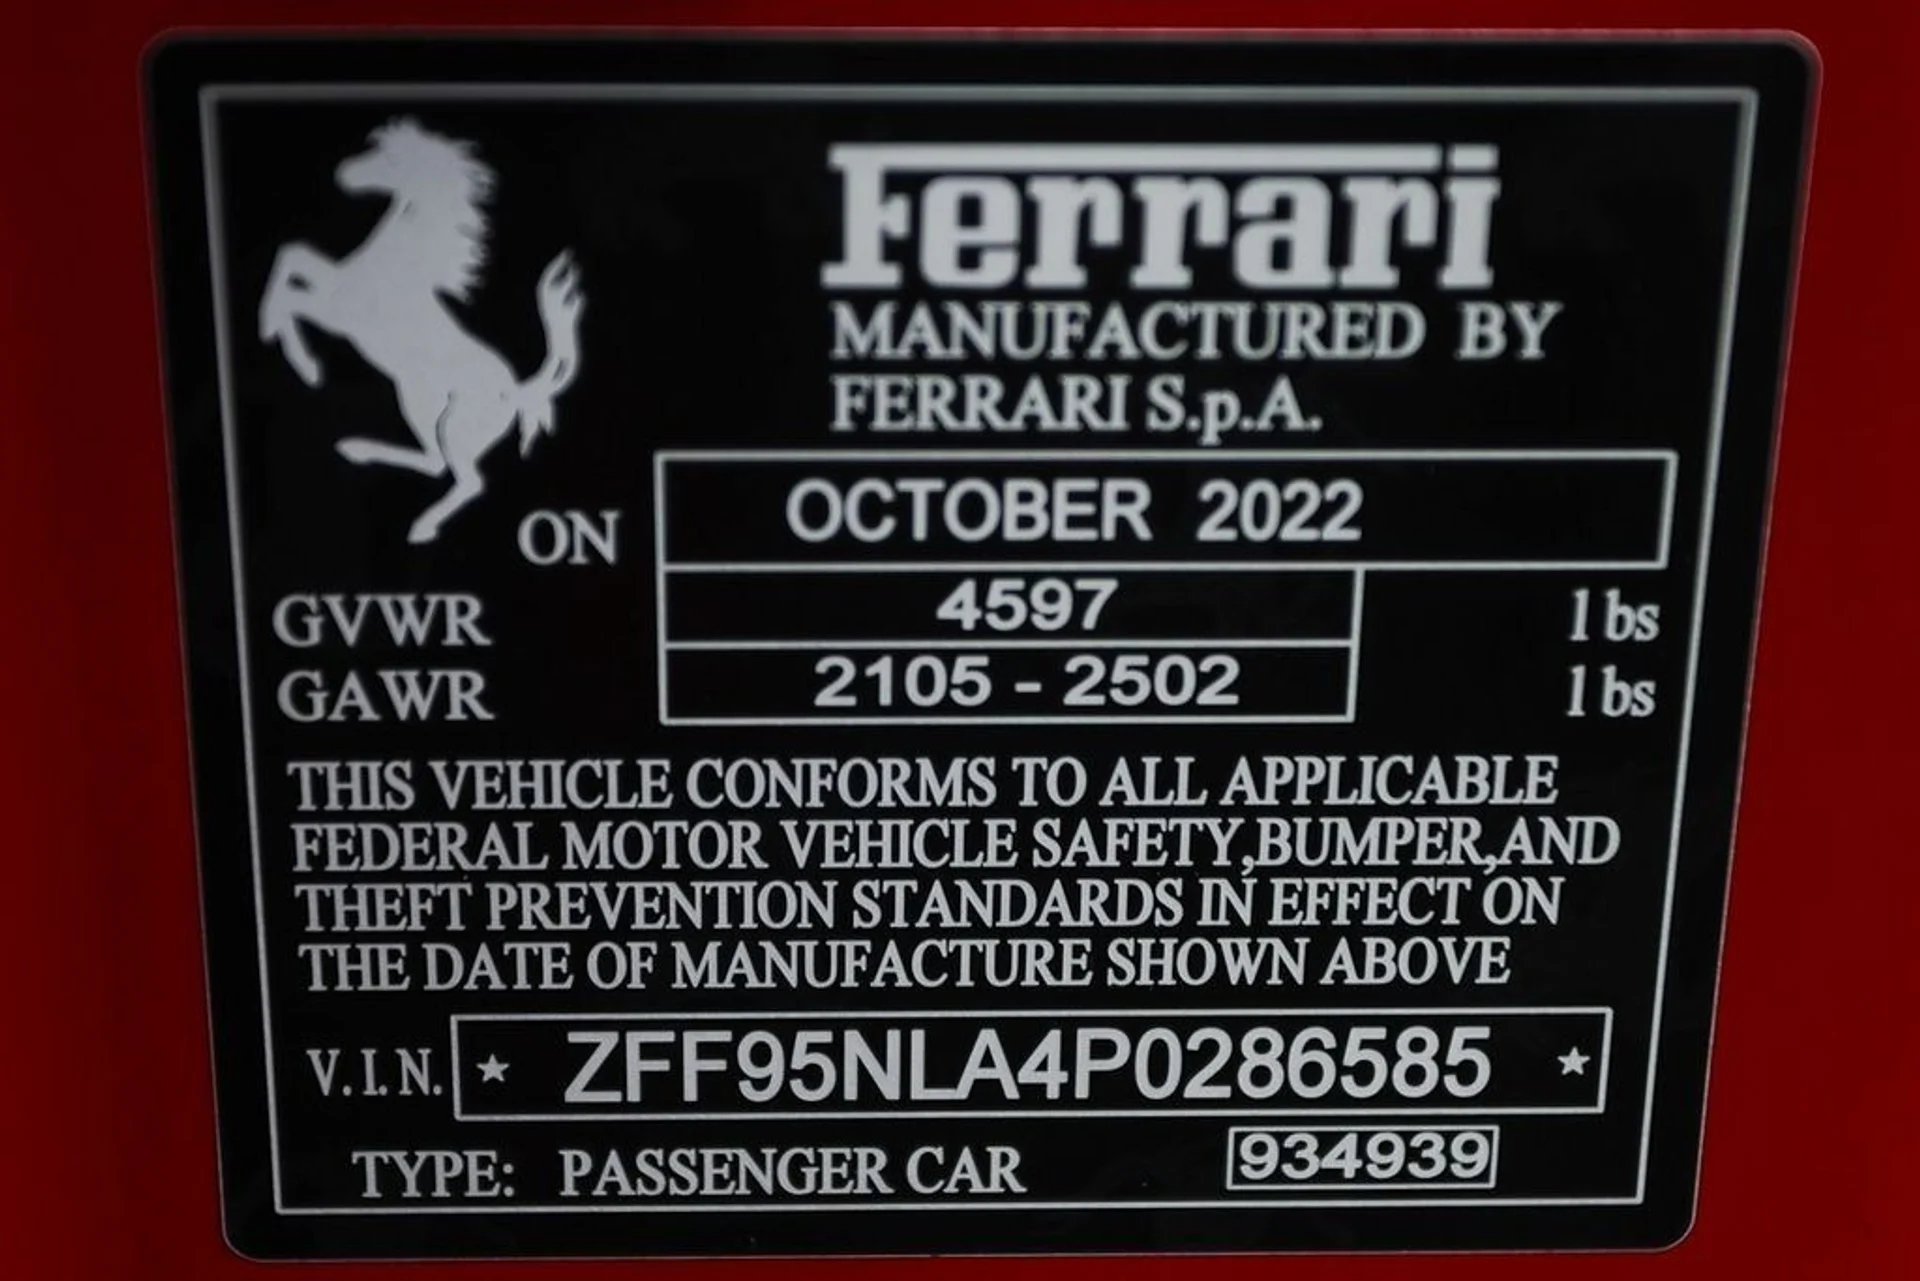 Ferrari
MANUFACTURED BY
FERRARI S.p.A.
ON OCTOBER 2022
GVWR 4597 lbs
GAWR 2105 - 2502 lbs
THIS VEHICLE CONFORMS TO ALL APPLICABLE
FEDERAL MOTOR VEHICLE SAFETY,BUMPER,AND
THEFT PREVENTION STANDARDS IN EFFECT ON
THE DATE OF MANUFACTURE SHOWN ABOVE
V.I.N. ★ ZFF95NLA4P0286585 ★
TYPE: PASSENGER CAR 934939